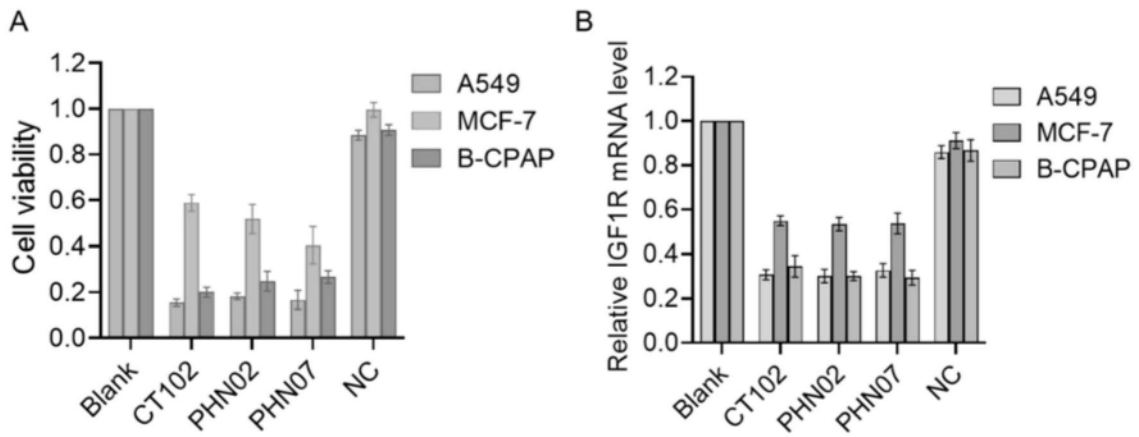 A
Cell viability
1.2
1.0
0.8
0.6
0.4
0.2
0.0
Blank
CT102
PHN02
PHN07
NC
A549
MCF-7
B-CPAP
B
Relative IGF1R mRNA level
1.2
1.0
0.8
0.6
0.4
0.2
0.0
Blank
CT102
PHN02
PHN07
NC
A549
MCF-7
B-CPAP